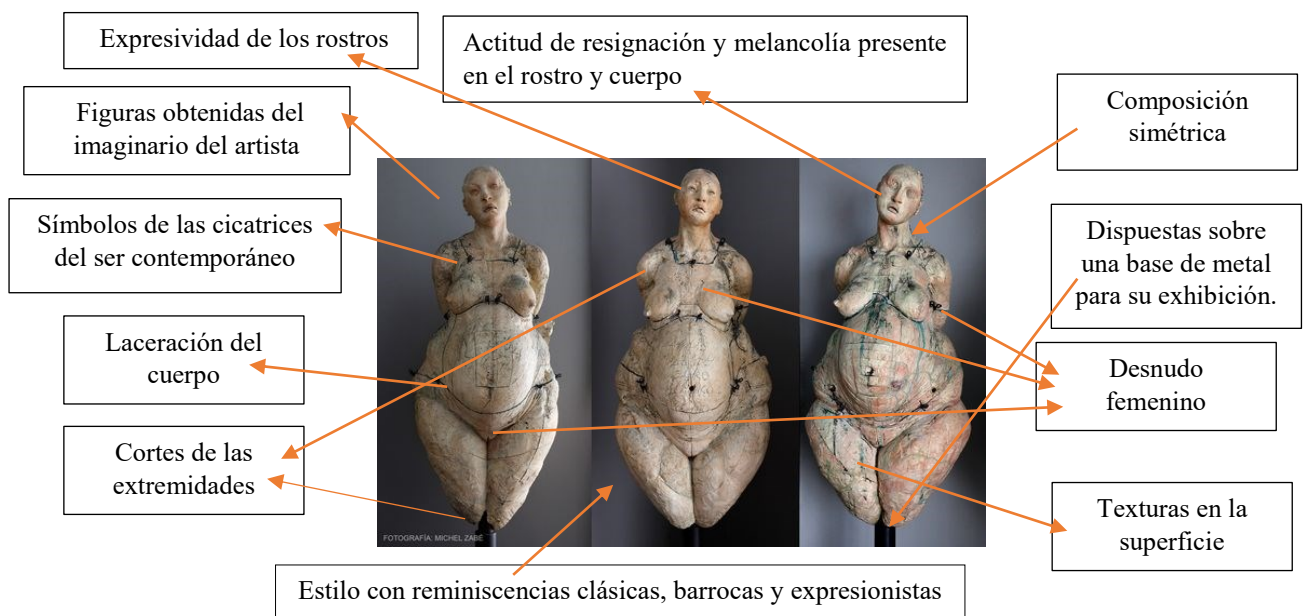 Expresividad de los rostros
Actitud de resignación y melancolía presente
en el rostro y cuerpo
Figuras obtenidas del
imaginario del artista
Composición
simétrica
Símbolos de las cicatrices
del ser contemporáneo
Dispuestas sobre
una base de metal
para su exhibición.
Laceración del
cuerpo
Desnudo
femenino
Cortes de las
extremidades
Texturas en la
superficie
FOTOGRAFÍA: MICHEL ZABÉ
Estilo con reminiscencias clásicas, barrocas y expresionistas